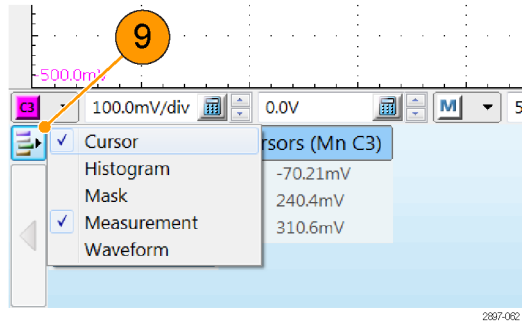 9
-500.0mV
C3 100.0mV/div 0.0V M 5
Cursor rsors (Mn C3)
Histogram -70.21mV
Mask 240.4mV
Measurement 310.6mV
Waveform
2897-062